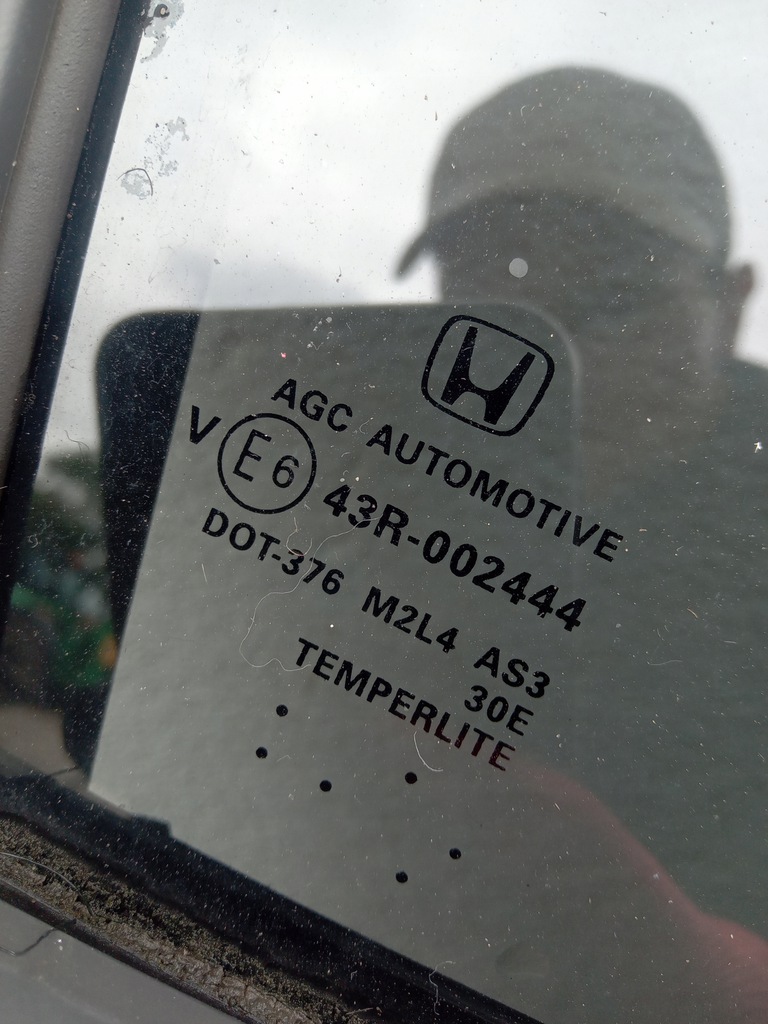 AGC AUTOMOTIVE
V E6 43R-002444
DOT-376 M2L4 AS3
30E
TEMPERLITE